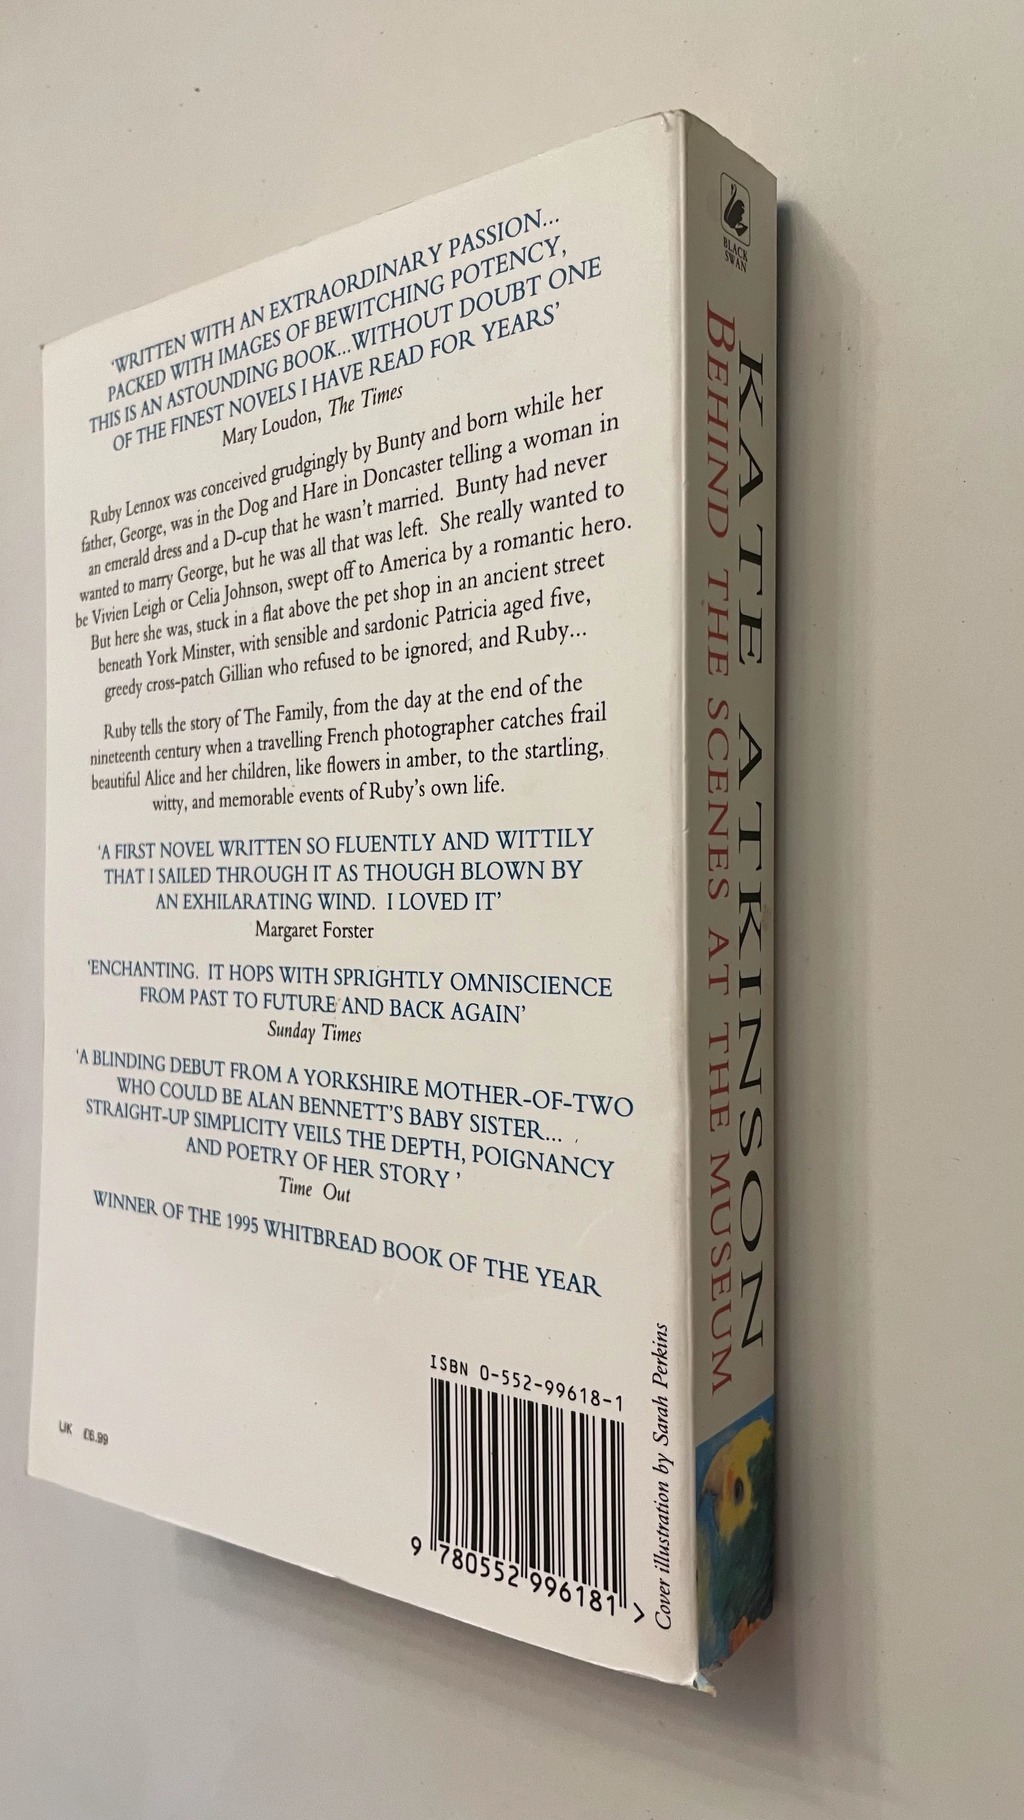 'WRITTEN WITH AN EXTRAORDINARY PASSION...
PACKED WITH IMAGES OF BEWITCHING POTENCY,
THIS IS AN ASTOUNDING BOOK...WITHOUT DOUBT ONE
OF THE FINEST NOVELS I HAVE READ FOR YEARS'
Mary Loudon, The Times
Ruby Lennox was conceived grudgingly by Bunty and born while her
father, George, was in the Dog and Hare in Doncaster telling a woman in
an emerald dress and a D-cup that he wasn't married. Bunty had never
wanted to marry George, but he was all that was left. She really wanted to
be Vivien Leigh or Celia Johnson, swept off to America by a romantic hero.
But here she was, stuck in a flat above the pet shop in an ancient street
beneath York Minster, with sensible and sardonic Patricia aged five,
greedy cross-patch Gillian who refused to be ignored, and Ruby...
Ruby tells the story of The Family, from the day at the end of the
nineteenth century when a travelling French photographer catches frail
beautiful Alice and her children, like flowers in amber, to the startling,
witty, and memorable events of Ruby's own life.
'A FIRST NOVEL WRITTEN SO FLUENTLY AND WITTILY
THAT I SAILED THROUGH IT AS THOUGH BLOWN BY
AN EXHILARATING WIND. I LOVED IT'
Margaret Forster
'ENCHANTING. IT HOPS WITH SPRIGHTLY OMNISCIENCE
FROM PAST TO FUTURE AND BACK AGAIN'
Sunday Times
'A BLINDING DEBUT FROM A YORKSHIRE MOTHER-OF-TWO
WHO COULD BE ALAN BENNETT'S BABY SISTER...
STRAIGHT-UP SIMPLICITY VEILS THE DEPTH, POIGNANCY
AND POETRY OF HER STORY '
Time Out
WINNER OF THE 1995 WHITBREAD BOOK OF THE YEAR
UK £6.99
ISBN 0-552-99618-1
9 780552 996181 >
Cover illustration by Sarah Perkins
BLACK
SWAN
KATE ATKINSON
BEHIND THE SCENES AT THE MUSEUM